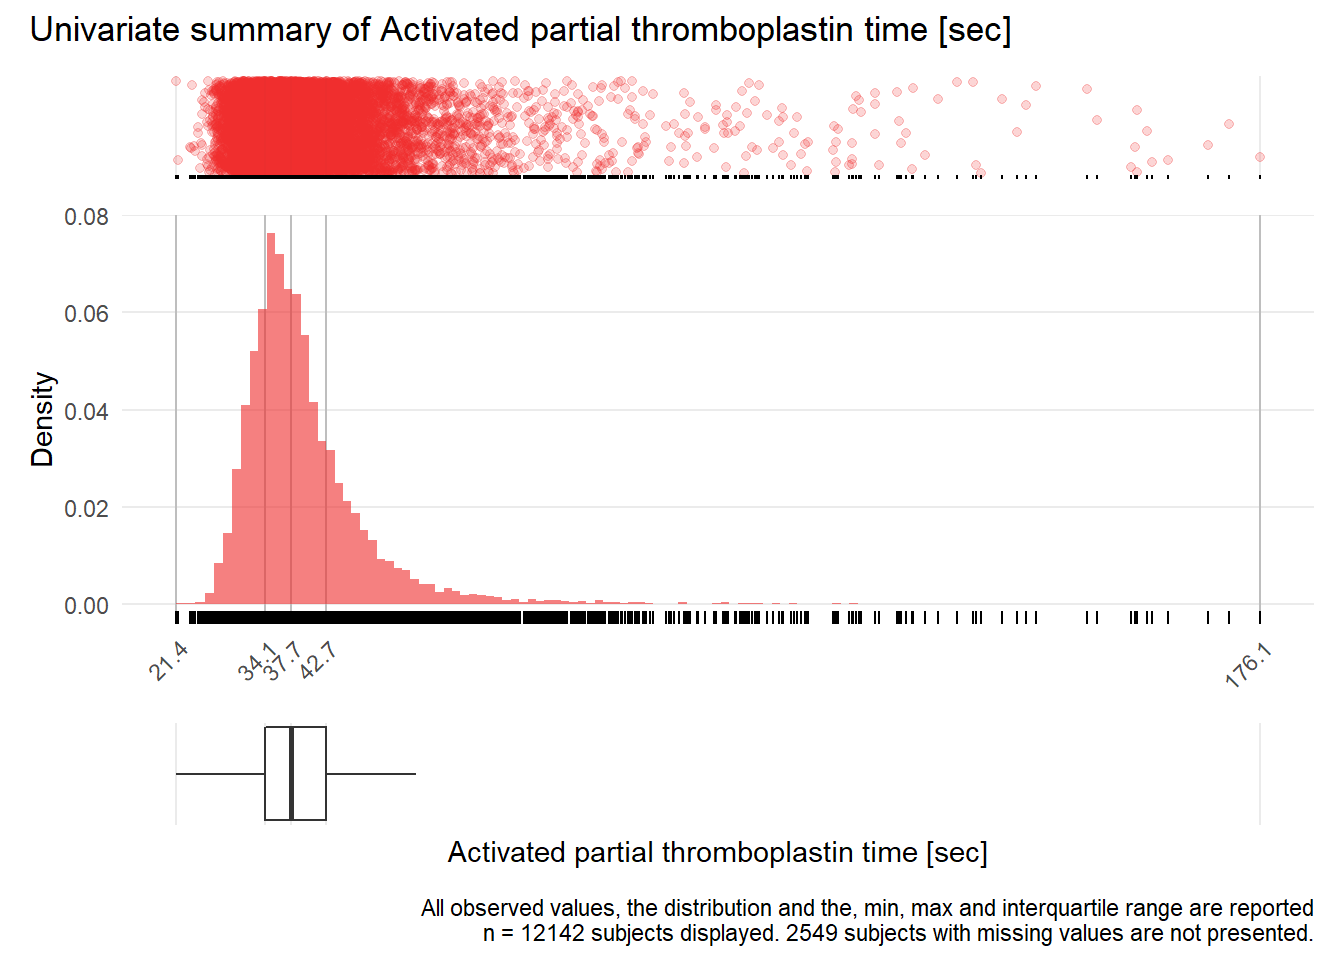 Univariate summary of Activated partial thromboplastin time [sec]
0.08
0.06
0.04
0.02
0.00
Density
21.4
34.1
37.7
42.7
176.1
Activated partial thromboplastin time [sec]
All observed values, the distribution and the, min, max and interquartile range are reported
n = 12142 subjects displayed. 2549 subjects with missing values are not presented.